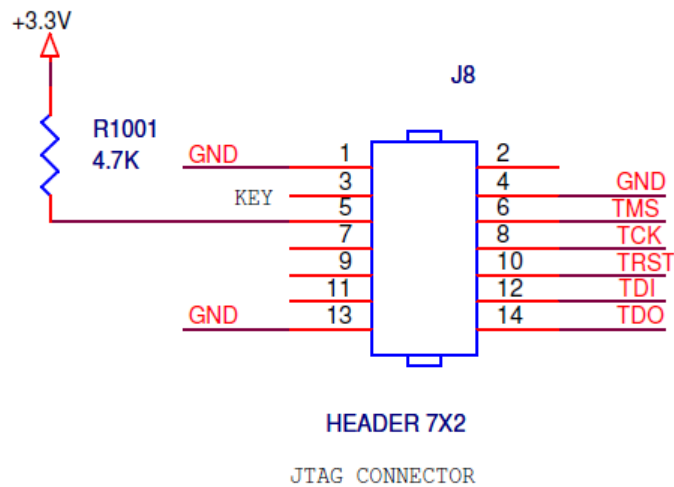 +3.3V
J8
R1001
4.7K
GND 1 2
3 4 GND
KEY
5 6 TMS
7 8 TCK
9 10 TRST
11 12 TDI
GND 13 14 TDO
HEADER 7X2
JTAG CONNECTOR